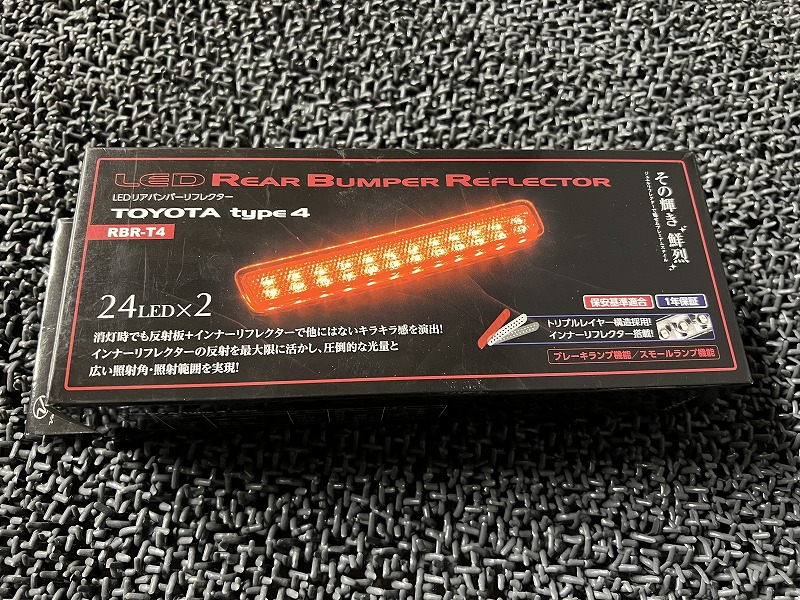 LED REAR BUMPER REFLECTOR
LEDリアバンパーリフレクター
TOYOTA type4
RBR-T4
24LED×2
消灯時でも反射板+インナーリフレクターで他にはないキラキラ感を演出!
インナーリフレクターの反射を最大限に活かし、圧倒的な光量と
広い照射角・照射範囲を実現!
その輝き 鮮烈
保安基準適合
1年保証
トリプルレイヤー構造採用!
インナーリフレクター搭載!
ブレーキランプ機能／スモールランプ機能